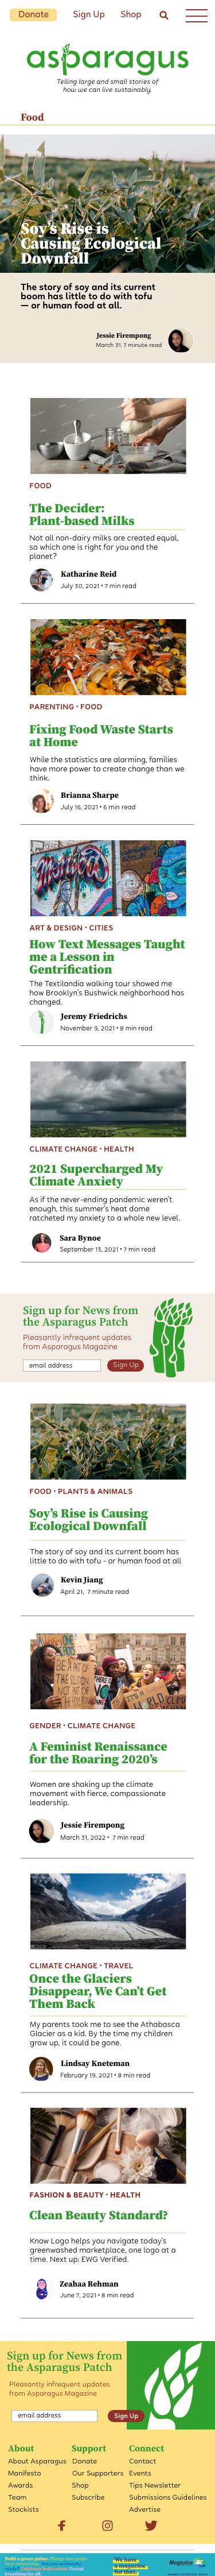 Donate Sign Up Shop
asparagus
Telling large and small stories of
how we can live sustainably.
Food
Soy's Rise is
Causing Ecological
Downfall
The story of soy and its current
boom has little to do with tofu
— or human food at all.
Jessie Firempong
March 31, 7 minute read
FOOD
The Decider:
Plant-based Milks
Not all non-dairy milks are created equal,
so which one is right for you and the
planet?
Katharine Reid
July 30, 2021 • 7 min read
PARENTING • FOOD
Fixing Food Waste Starts
at Home
While the statistics are alarming, families
have more power to create change than we
think.
Brianna Sharpe
July 16, 2021 • 6 min read
ART & DESIGN • CITIES
How Text Messages Taught
me a Lesson in
Gentrification
The Textilandia walking tour showed me
how Brooklyn's Bushwick neighborhood has
changed.
Jeremy Friedrichs
November 9, 2021 • 8 min read
CLIMATE CHANGE • HEALTH
2021 Supercharged My
Climate Anxiety
As if the never-ending pandemic weren't
enough, this summer's heat dome
ratcheted my anxiety to a whole new level.
Sara Bynoe
September 13, 2021 • 7 min read
Sign up for News from
the Asparagus Patch
Pleasantly infrequent updates
from Asparagus Magazine
email address Sign Up
FOOD • PLANTS & ANIMALS
Soy's Rise is Causing
Ecological Downfall
The story of soy and its current boom has
little to do with tofu - or human food at all
Kevin Jiang
April 21, 7 minute read
GENDER • CLIMATE CHANGE
A Feminist Renaissance
for the Roaring 2020's
Women are shaking up the climate
movement with fierce, compassionate
leadership.
Jessie Firempong
March 31, 2022 • 7 min read
CLIMATE CHANGE • TRAVEL
Once the Glaciers
Disappear, We Can't Get
Them Back
My parents took me to see the Athabasca
Glacier as a kid. By the time my children
grow up, it could be gone.
Lindsay Kneteman
February 19, 2021 • 8 min read
FASHION & BEAUTY • HEALTH
Clean Beauty Standard?
Know Logo helps you navigate today's
greenwashed marketplace, one logo at a
time. Next up: EWG Verified.
Zeahaa Rehman
June 7, 2021 • 8 min read
Sign up for News from
the Asparagus Patch
Pleasantly infrequent updates
from Asparagus Magazine
email address Sign Up
About Support Connect
About Asparagus Donate Contact
Manifesto Our Supporters Events
Awards Shop Tips Newsletter
Team Subscribe Submissions Guidelines
Stockists Advertise
We have
a magazine
for that.
Magazine